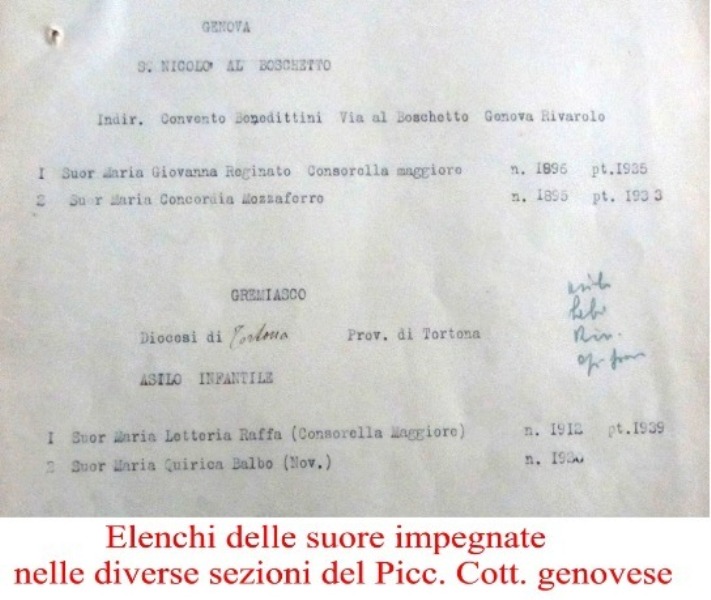 GENOVA
S. NICOLO' AL BOSCHETTO
Indir. Convento Benedittini Via al Boschetto Genova Rivarolo
I Suor Maria Giovanna Reginato Consorella maggiore n. 1896 pt.1935
2 Suor Maria Concordia Mozzaferro n. 1895 pt. 1933
GREMIASCO
Diocesi di Tortona Prov. di Tortona
ASILO INFANTILE
I Suor Maria Letteria Raffa (Consorella Maggiore) n. 1912 pt.1939
2 Suor Maria Quirica Balbo (Nov.) n.
Elenchi delle suore impegnate
nelle diverse sezioni del Picc. Cott. genovese